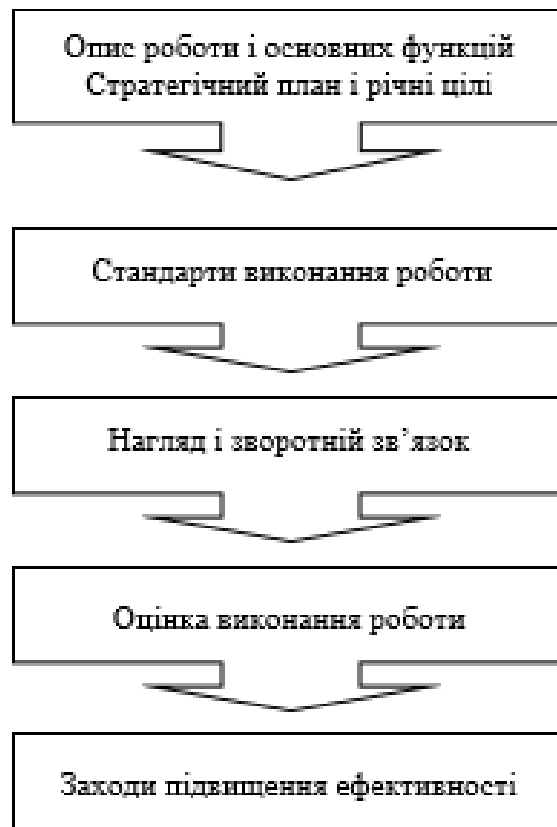 Опис роботи і основних функцій
Стратегічний план і річні цілі
Стандарти виконання роботи
Нагляд і зворотній зв’язок
Оцінка виконання роботи
Заходи підвищення ефективності